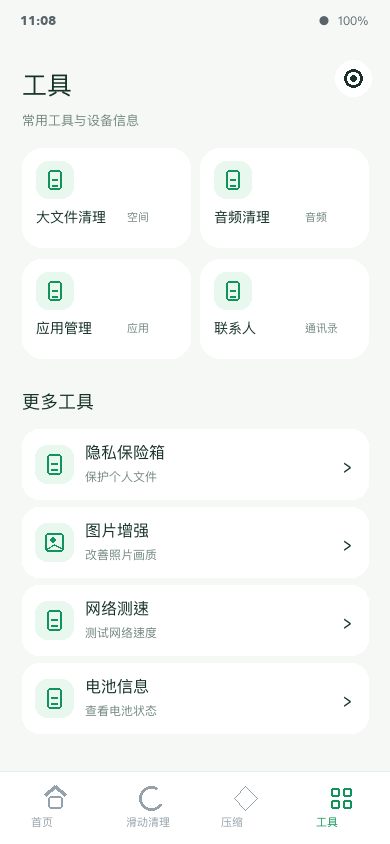 11:08 100%
工具
常用工具与设备信息
大文件清理 空间
音频清理 音频
应用管理 应用
联系人 通讯录
更多工具
隐私保险箱
保护个人文件
图片增强
改善照片画质
网络测速
测试网络速度
电池信息
查看电池状态
首页 滑动清理 压缩 工具